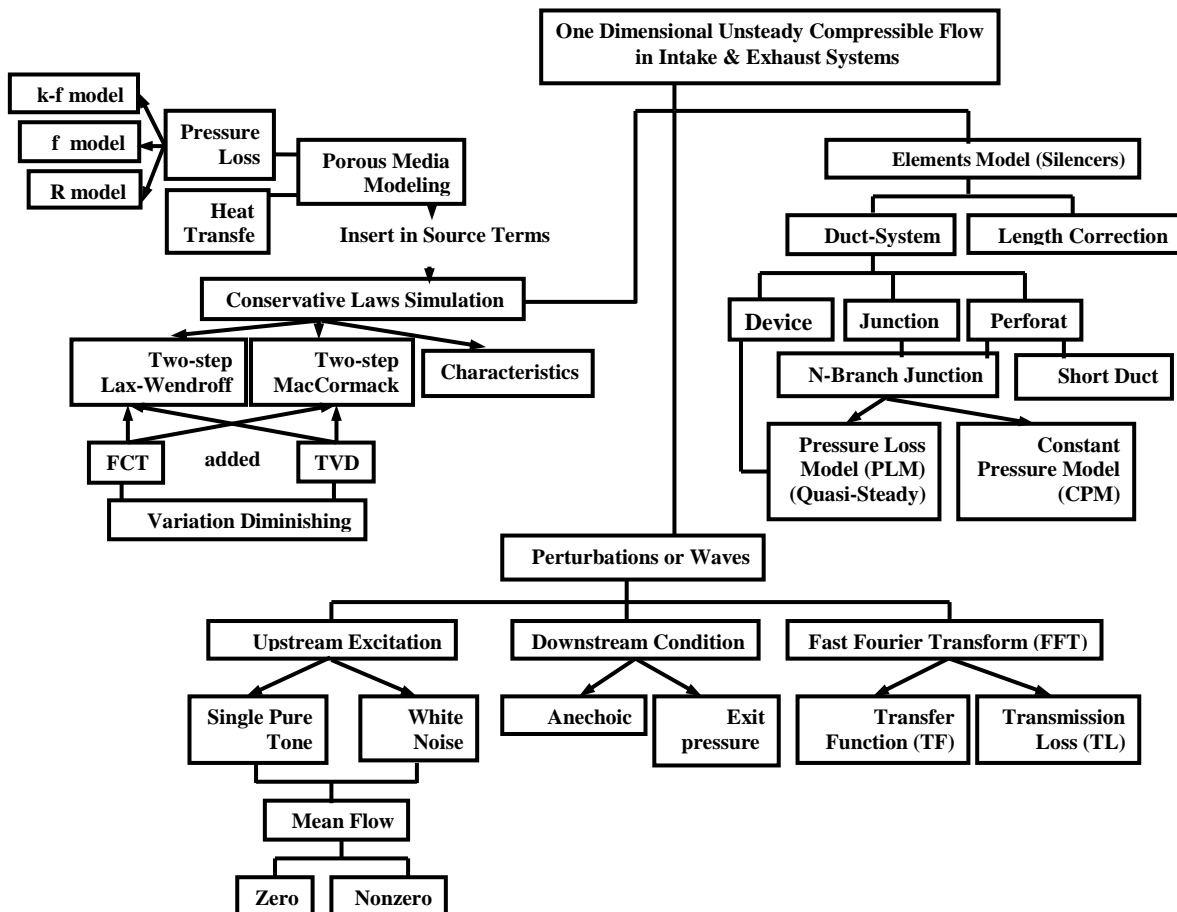 One Dimensional Unsteady Compressible Flow
in Intake & Exhaust Systems
k-f model
f model
R model
Pressure
Loss
Heat
Transfe
Porous Media
Modeling
Insert in Source Terms
Conservative Laws Simulation
Two-step
Lax-Wendroff
Two-step
MacCormack
Characteristics
FCT
added
TVD
Variation Diminishing
Elements Model (Silencers)
Duct-System
Length Correction
Device
Junction
Perforat
N-Branch Junction
Short Duct
Pressure Loss
Model (PLM)
(Quasi-Steady)
Constant
Pressure Model
(CPM)
Perturbations or Waves
Upstream Excitation
Downstream Condition
Fast Fourier Transform (FFT)
Single Pure
Tone
White
Noise
Anechoic
Exit
pressure
Transfer
Function (TF)
Transmission
Loss (TL)
Mean Flow
Zero
Nonzero